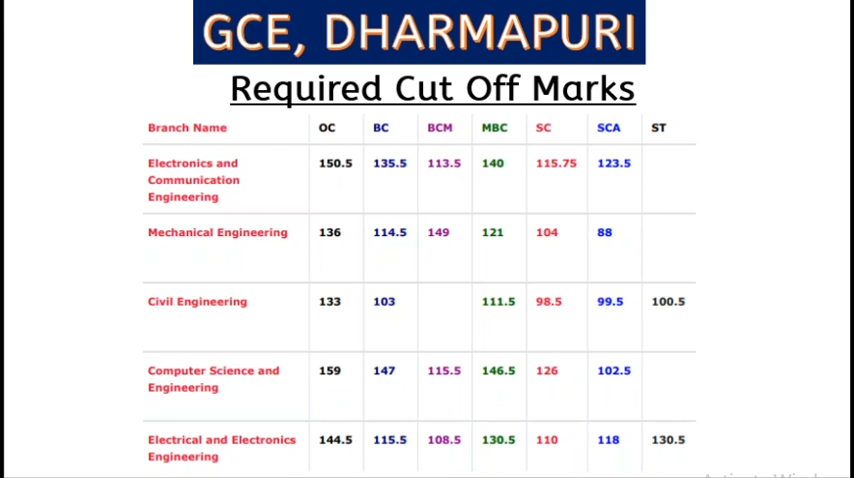 GCE, DHARMAPURI
Required Cut Off Marks
Branch Name OC BC BCM MBC SC SCA ST
Electronics and 150.5 135.5 113.5 140 115.75 123.5
Communication
Engineering
Mechanical Engineering 136 114.5 149 121 104 88
Civil Engineering 133 103 111.5 98.5 99.5 100.5
Computer Science and 159 147 115.5 146.5 126 102.5
Engineering
Electrical and Electronics 144.5 115.5 108.5 130.5 110 118 130.5
Engineering